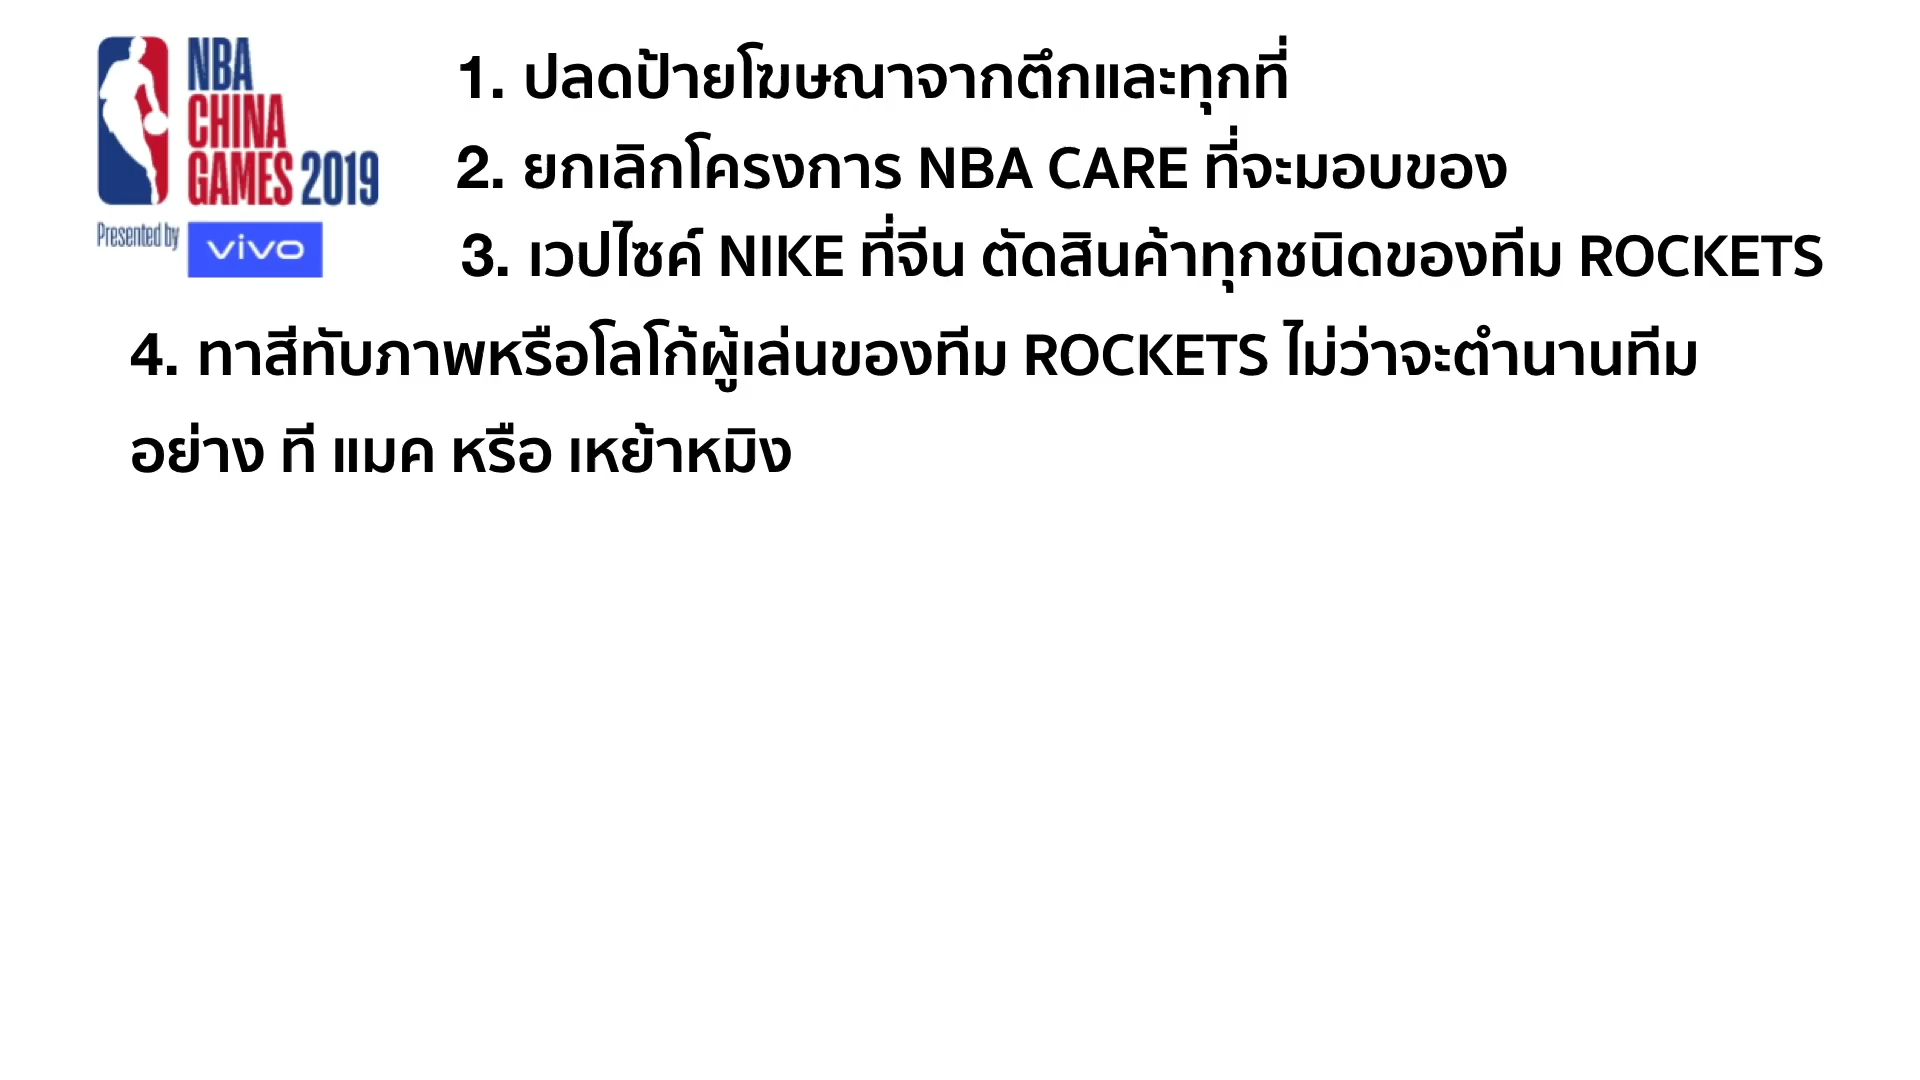 NBA
CHINA
GAMES 2019
Presented by vivo
1. ปลดป้ายโฆษณาจากตึกและทุกที่
2. ยกเลิกโครงการ NBA CARE ที่จะมอบของ
3. เวปไซค์ NIKE ที่จีน ตัดสินค้าทุกชนิดของทีม ROCKETS
4. ทาสีทับภาพหรือโลโก้ผู้เล่นของทีม ROCKETS ไม่ว่าจะตำนานทีม
อย่าง ที แมค หรือ เหย้าหมิง